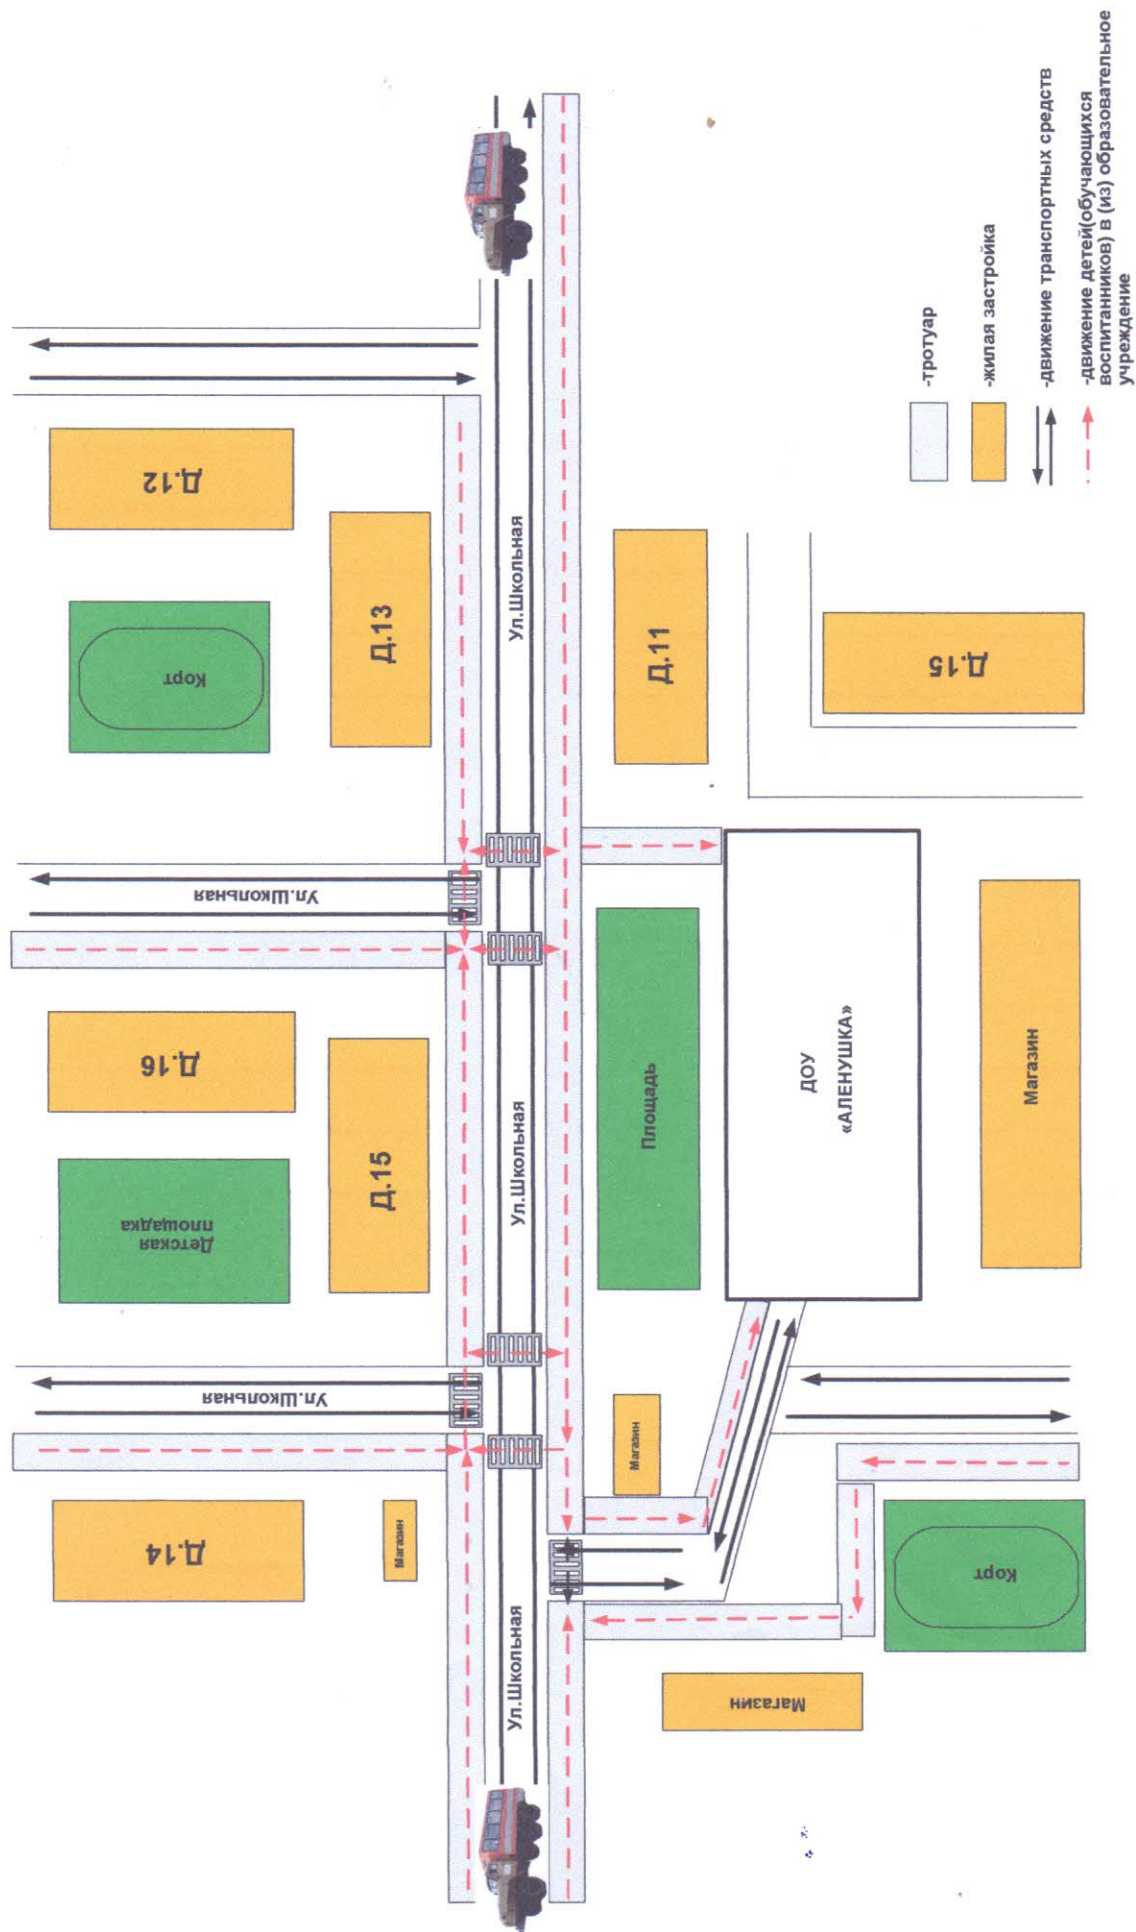 Д.14
Детская
площадка
Д.16
Корт
Д.12
Ул.Школьная
Ул.Школьная
Магазин
Д.15
Д.13
Ул.Школьная
Ул.Школьная
Ул.Школьная
Магазин
Площадь
Д.11
Магазин
ДОУ
«АЛЕНУШКА»
Д.15
Корт
Магазин
-тротуар
-жилая застройка
-движение транспортных средств
-движение детей(обучающихся
воспитанников) в (из) образовательное
учреждение